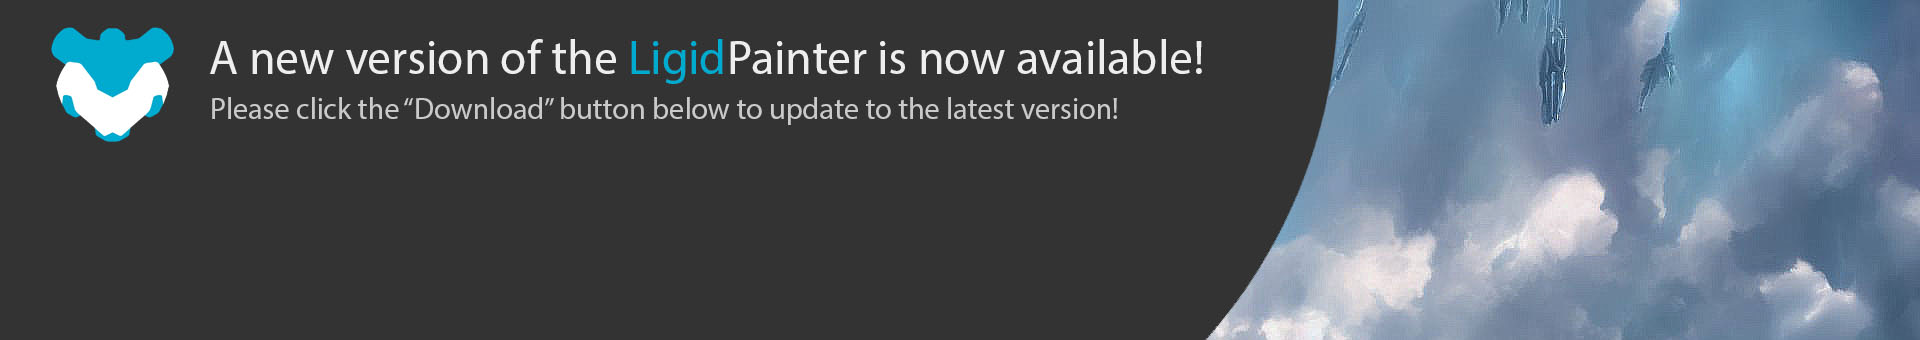 A new version of the LigidPainter is now available!
Please click the “Download” button below to update to the latest version!